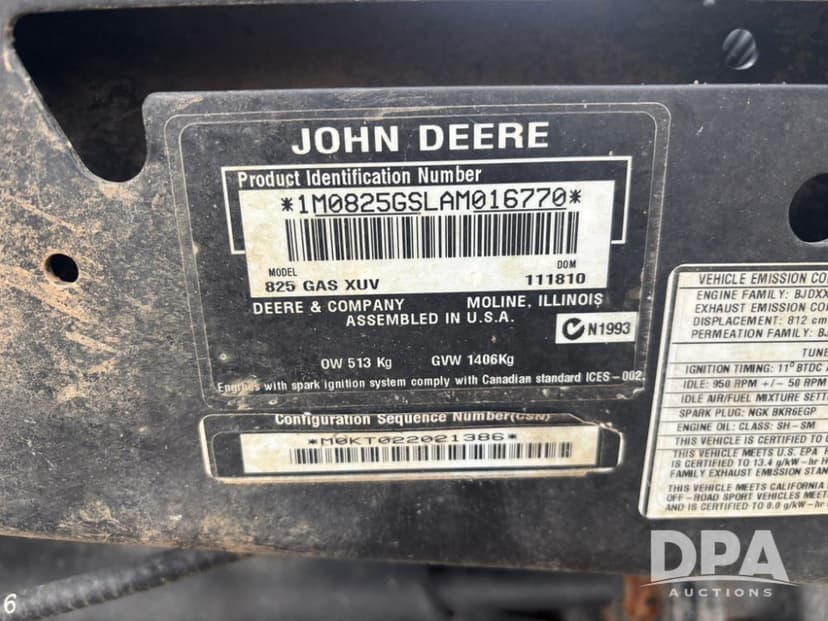 JOHN DEERE
Product Identification Number
*1M0825GSLAM016770*
MODEL DOM
825 GAS XUV 111810
DEERE & COMPANY MOLINE, ILLINOIS
ASSEMBLED IN U.S.A.
N1993
OW 513 Kg GVW 1406Kg
Engines with spark ignition system comply with Canadian standard ICES-002.
Configuration Sequence Number(CSN)
*M0KT022021386*
VEHICLE EMISSION CO
ENGINE FAMILY: BJDXX
EXHAUST EMISSION CO
DISPLACEMENT: 812 cm
PERMEATION FAMILY: B
TUNE
IGNITION TIMING: 11° BTDC
IDLE: 950 RPM +/- 50 RPM
IDLE AIR/FUEL MIXTURE SETT
SPARK PLUG: NGK BKR6EGP
ENGINE OIL: CLASS: SH-SM
THIS VEHICLE IS CERTIFIED TO
THIS VEHICLE MEETS U.S. EPA
IS CERTIFIED TO 13.4 g/kW-hr H
FAMILY EXHAUST EMISSION STAN
THIS VEHICLE MEETS CALIFORNIA
OFF-ROAD SPORT VEHICLES MEET
AND IS CERTIFIED TO 8.0 g/kW-hr
DPA
AUCTIONS
6